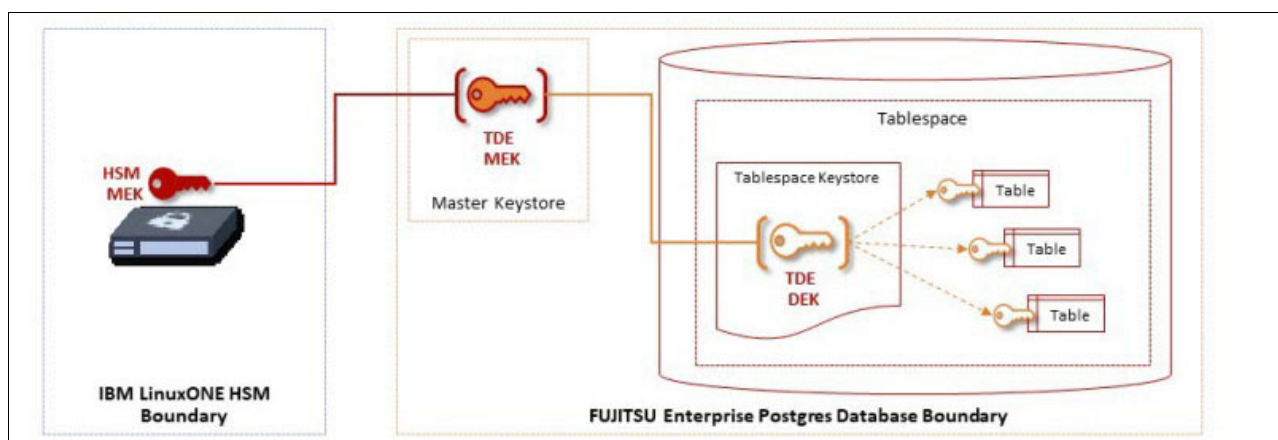 HSM
MEK
IBM LinuxONE HSM
Boundary
TDE
MEK
Master Keystore
Tablespace
Tablespace Keystore
TDE
DEK
Table
Table
Table
FUJITSU Enterprise Postgres Database Boundary